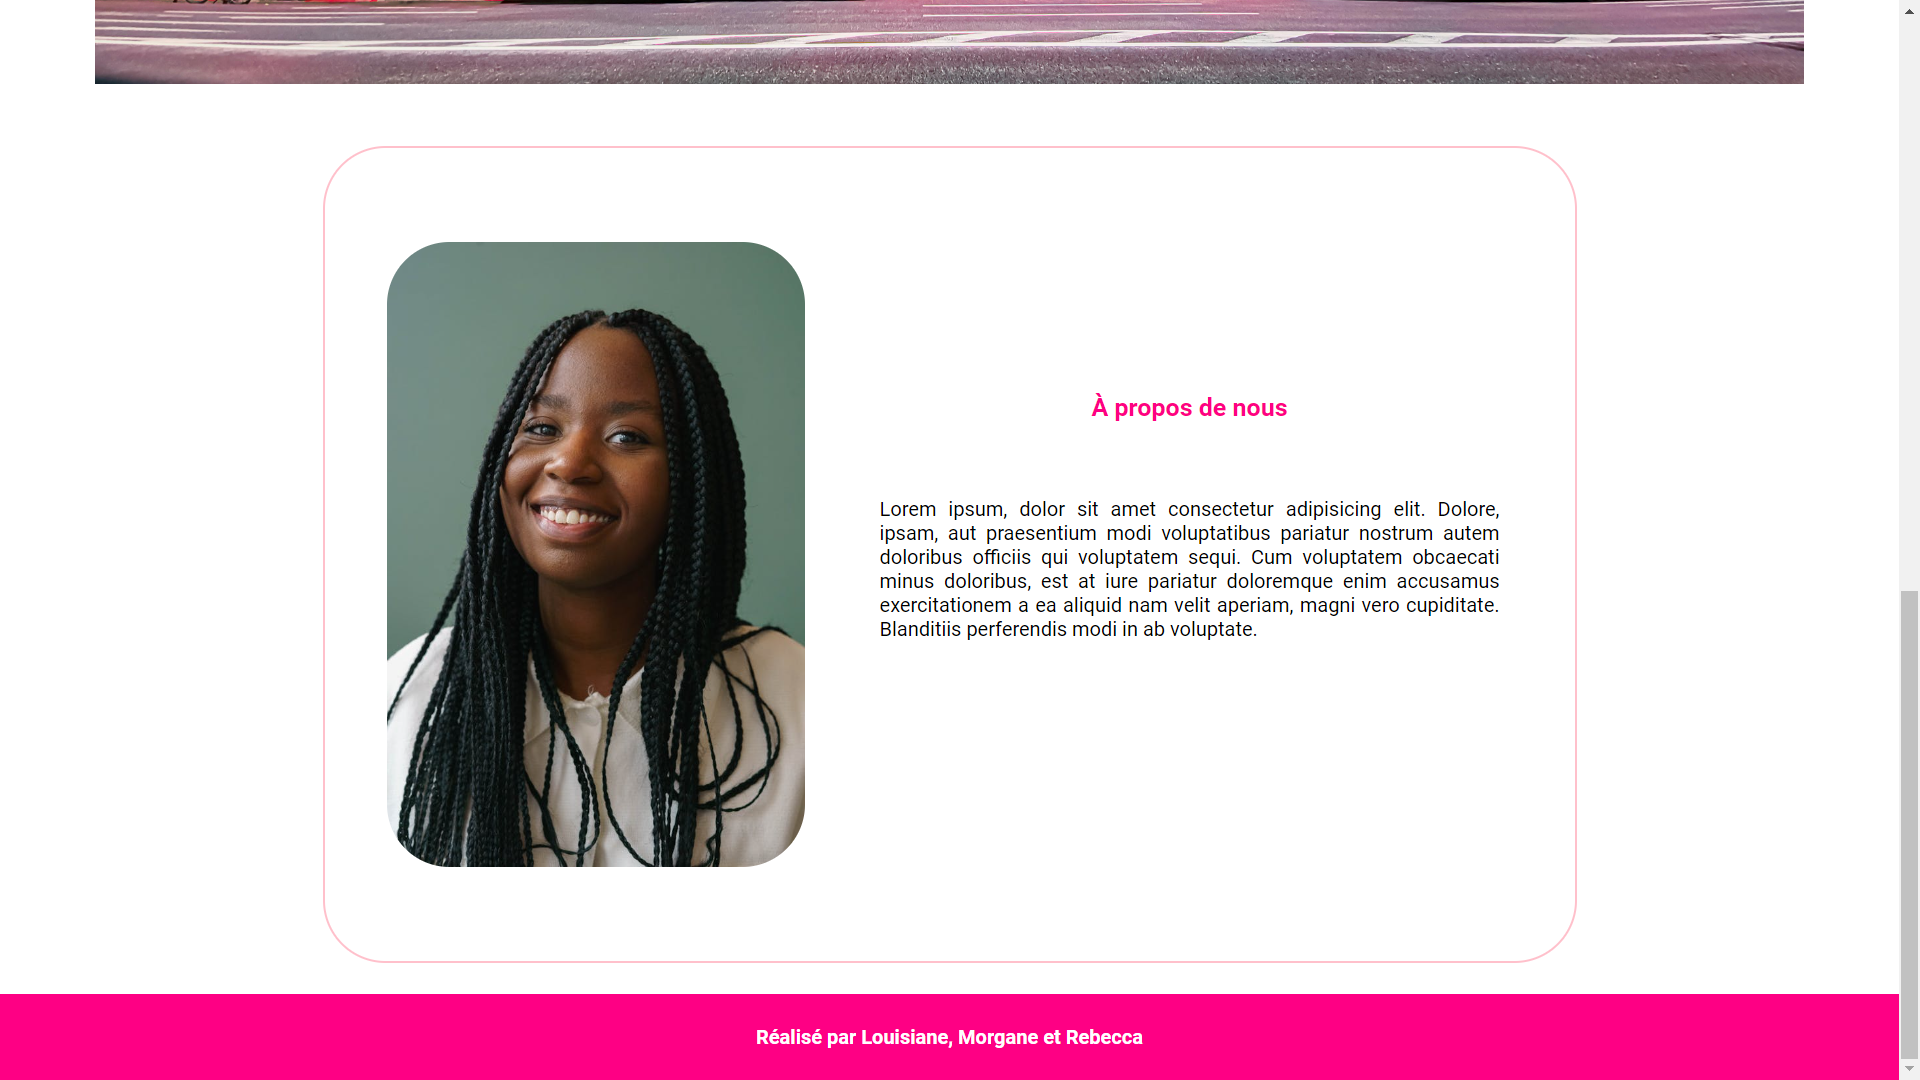 À propos de nous
Lorem ipsum, dolor sit amet consectetur adipisicing elit. Dolore,
ipsam, aut praesentium modi voluptatibus pariatur nostrum autem
doloribus officiis qui voluptatem sequi. Cum voluptatem obcaecati
minus doloribus, est at iure pariatur doloremque enim accusamus
exercitationem a ea aliquid nam velit aperiam, magni vero cupiditate.
Blanditiis perferendis modi in ab voluptate.
Réalisé par Louisiane, Morgane et Rebecca